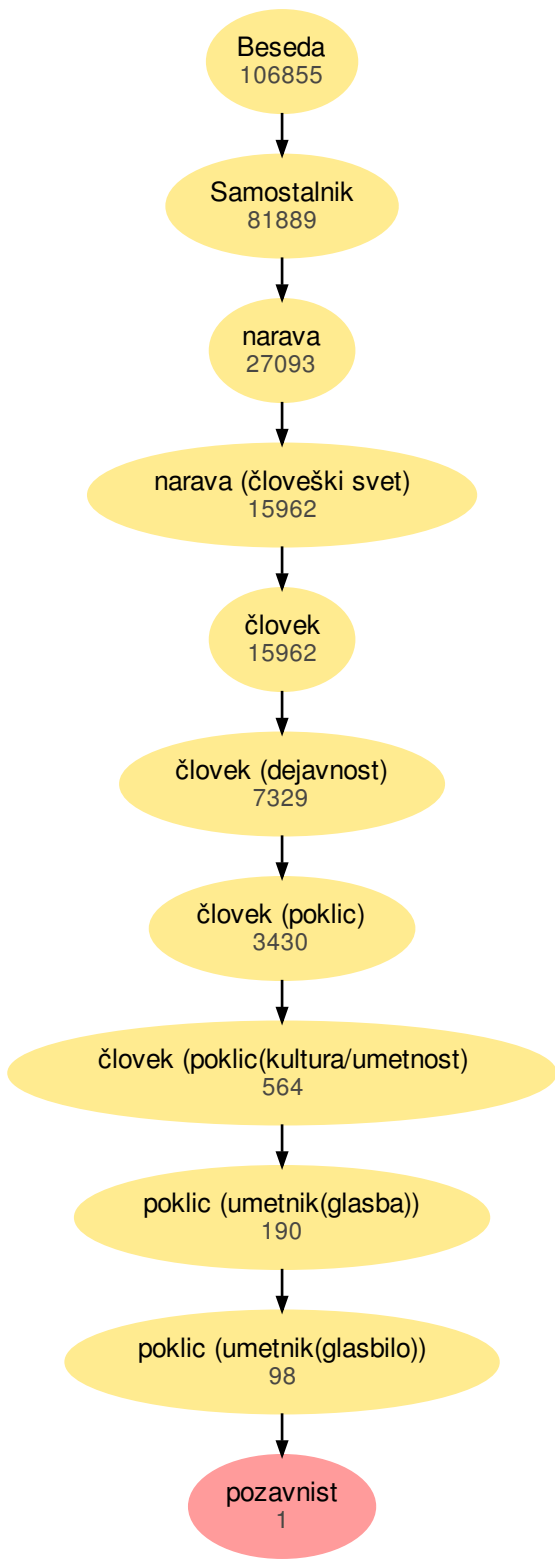 Beseda
106855
Samostalnik
81889
narava
27093
narava (človeški svet)
15962
človek
15962
človek (dejavnost)
7329
človek (poklic)
3430
človek (poklic(kultura/umetnost)
564
poklic (umetnik(glasba))
190
poklic (umetnik(glasbilo))
98
pozavnist
1